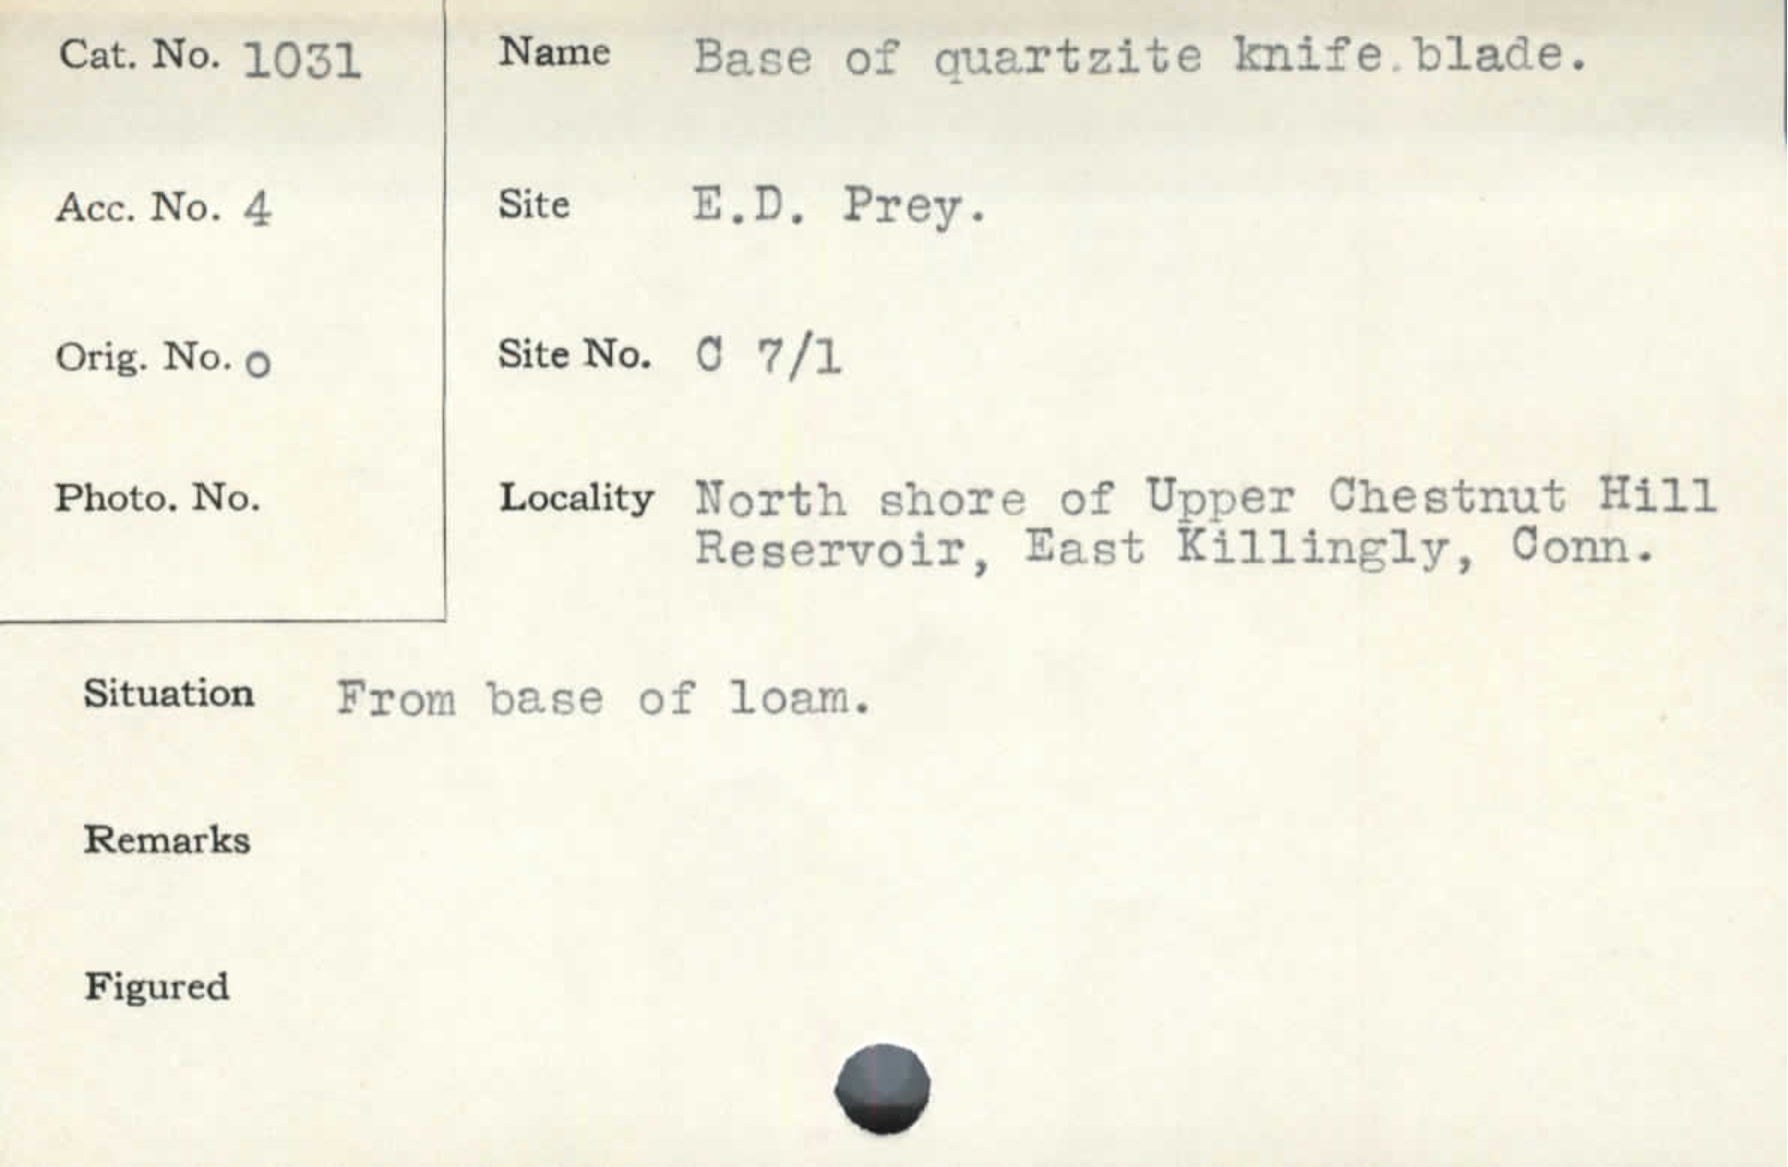 Cat. No. 1031
Name Base of quartzite knife.blade.
Acc. No. 4
Site E.D. Prey.
Orig. No. o
Site No. C 7/1
Photo. No.
Locality North shore of Upper Chestnut Hill
Reservoir, East Killingly, Conn.
Situation From base of loam.
Remarks
Figured